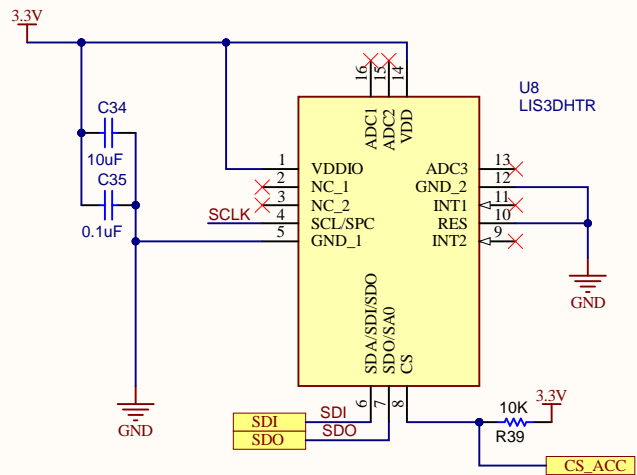 3.3V
16
15
14
ADC1
ADC2
VDD
U8
LIS3DHTR
C34
10uF
C35
0.1uF
1
VDDIO
2
NC_1
3
NC_2
SCLK
4
SCL/SPC
5
GND_1
ADC3
13
GND_2
12
INT1
11
RES
10
INT2
9
GND
SDA/SDI/SDO
SDO/SA0
CS
6
7
8
GND
SDI
SDI
SDO
SDO
10K
R39
3.3V
CS_ACC